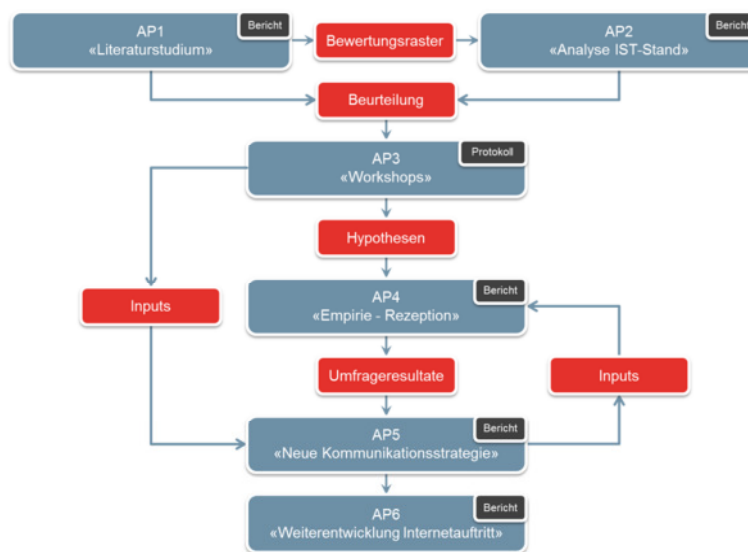 Bericht
AP1
«Literaturstudium»
Bewertungsraster
Bericht
AP2
«Analyse IST-Stand»
Beurteilung
Protokoll
AP3
«Workshops»
Hypothesen
Inputs
Bericht
AP4
«Empirie - Rezeption»
Umfrageresultate
Inputs
Bericht
AP5
«Neue Kommunikationsstrategie»
Bericht
AP6
«Weiterentwicklung Internetauftritt»